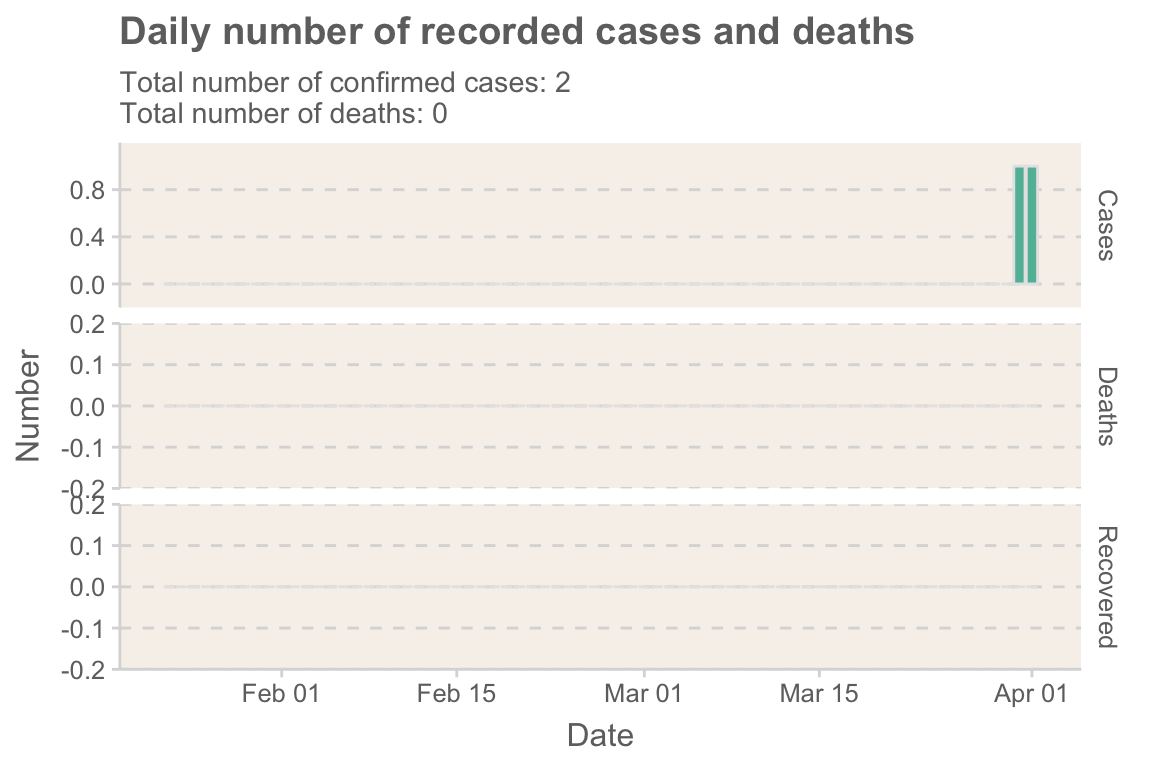 Daily number of recorded cases and deaths
Total number of confirmed cases: 2
Total number of deaths: 0
0.8
0.4
0.0
Cases
0.2
0.1
0.0
-0.1
-0.2
Deaths
0.2
0.1
0.0
-0.1
-0.2
Recovered
Number
Feb 01 Feb 15 Mar 01 Mar 15 Apr 01
Date